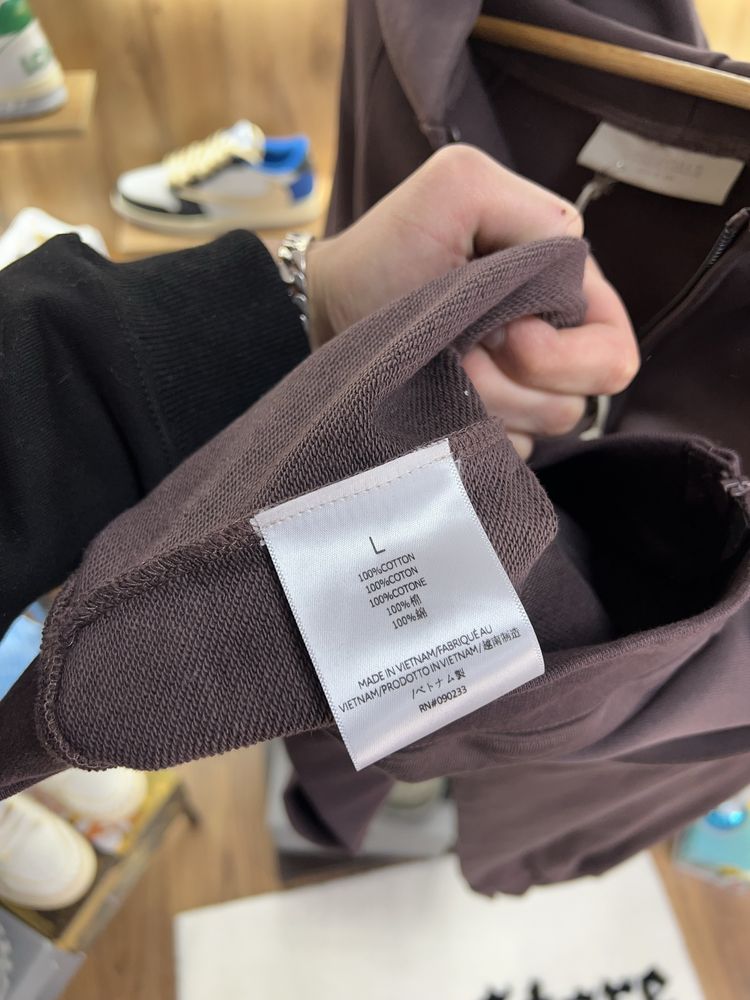 L
100%COTTON
100%COTON
100%COTONE
100%棉
100%綿
MADE IN VIETNAM/FABRIQUÉ AU
VIETNAM/PRODOTTO IN VIETNAM/越南制造
/ベトナム製
RN#090233